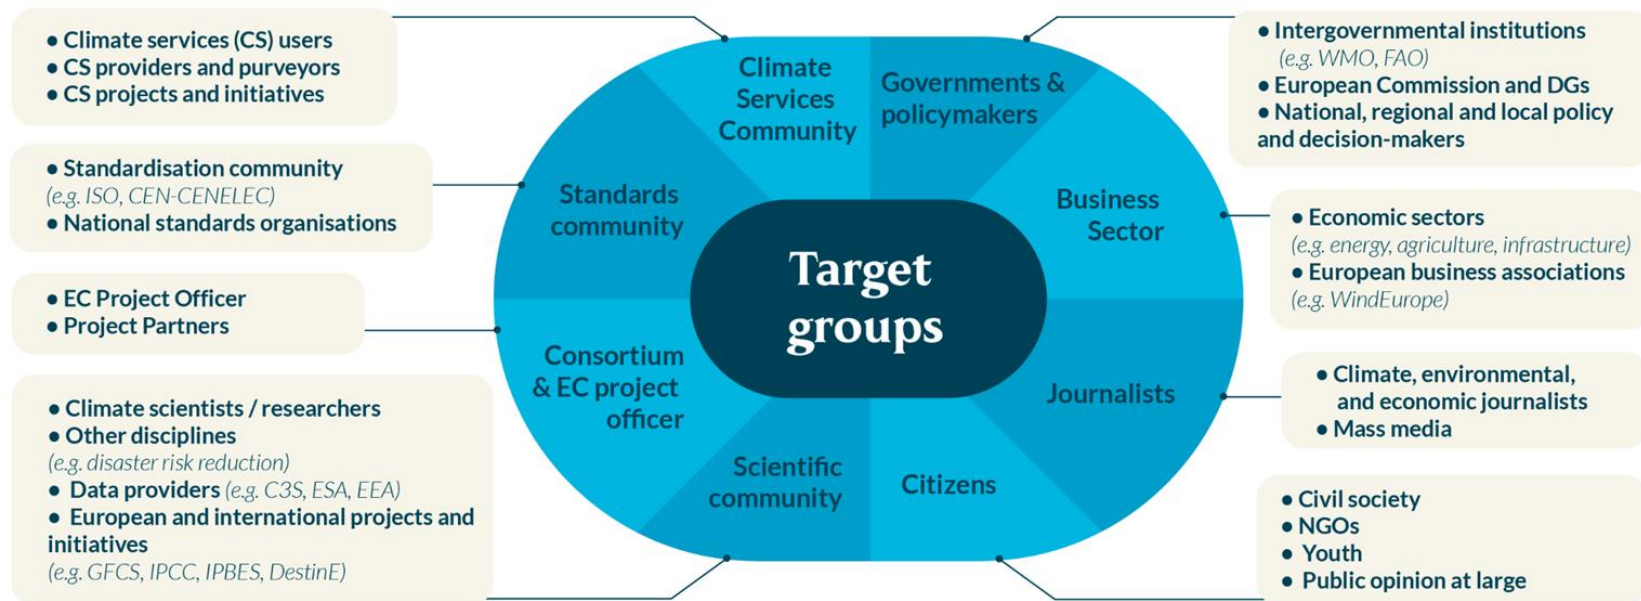 • Climate services (CS) users
• CS providers and purveyors
• CS projects and initiatives
• Standardisation community
(e.g. ISO, CEN-CENELEC)
• National standards organisations
• EC Project Officer
• Project Partners
• Climate scientists / researchers
• Other disciplines
(e.g. disaster risk reduction)
• Data providers (e.g. C3S, ESA, EEA)
• European and international projects and
initiatives
(e.g. GFCS, IPCC, IPBES, DestinE)
Climate
Services
Community
Governments &
policymakers
Standards
community
Business
Sector
Target
groups
Consortium
& EC project
officer
Journalists
Scientific
community
Citizens
• Intergovernmental institutions
(e.g. WMO, FAO)
• European Commission and DGs
• National, regional and local policy
and decision-makers
• Economic sectors
(e.g. energy, agriculture, infrastructure)
• European business associations
(e.g. WindEurope)
• Climate, environmental,
and economic journalists
• Mass media
• Civil society
• NGOs
• Youth
• Public opinion at large